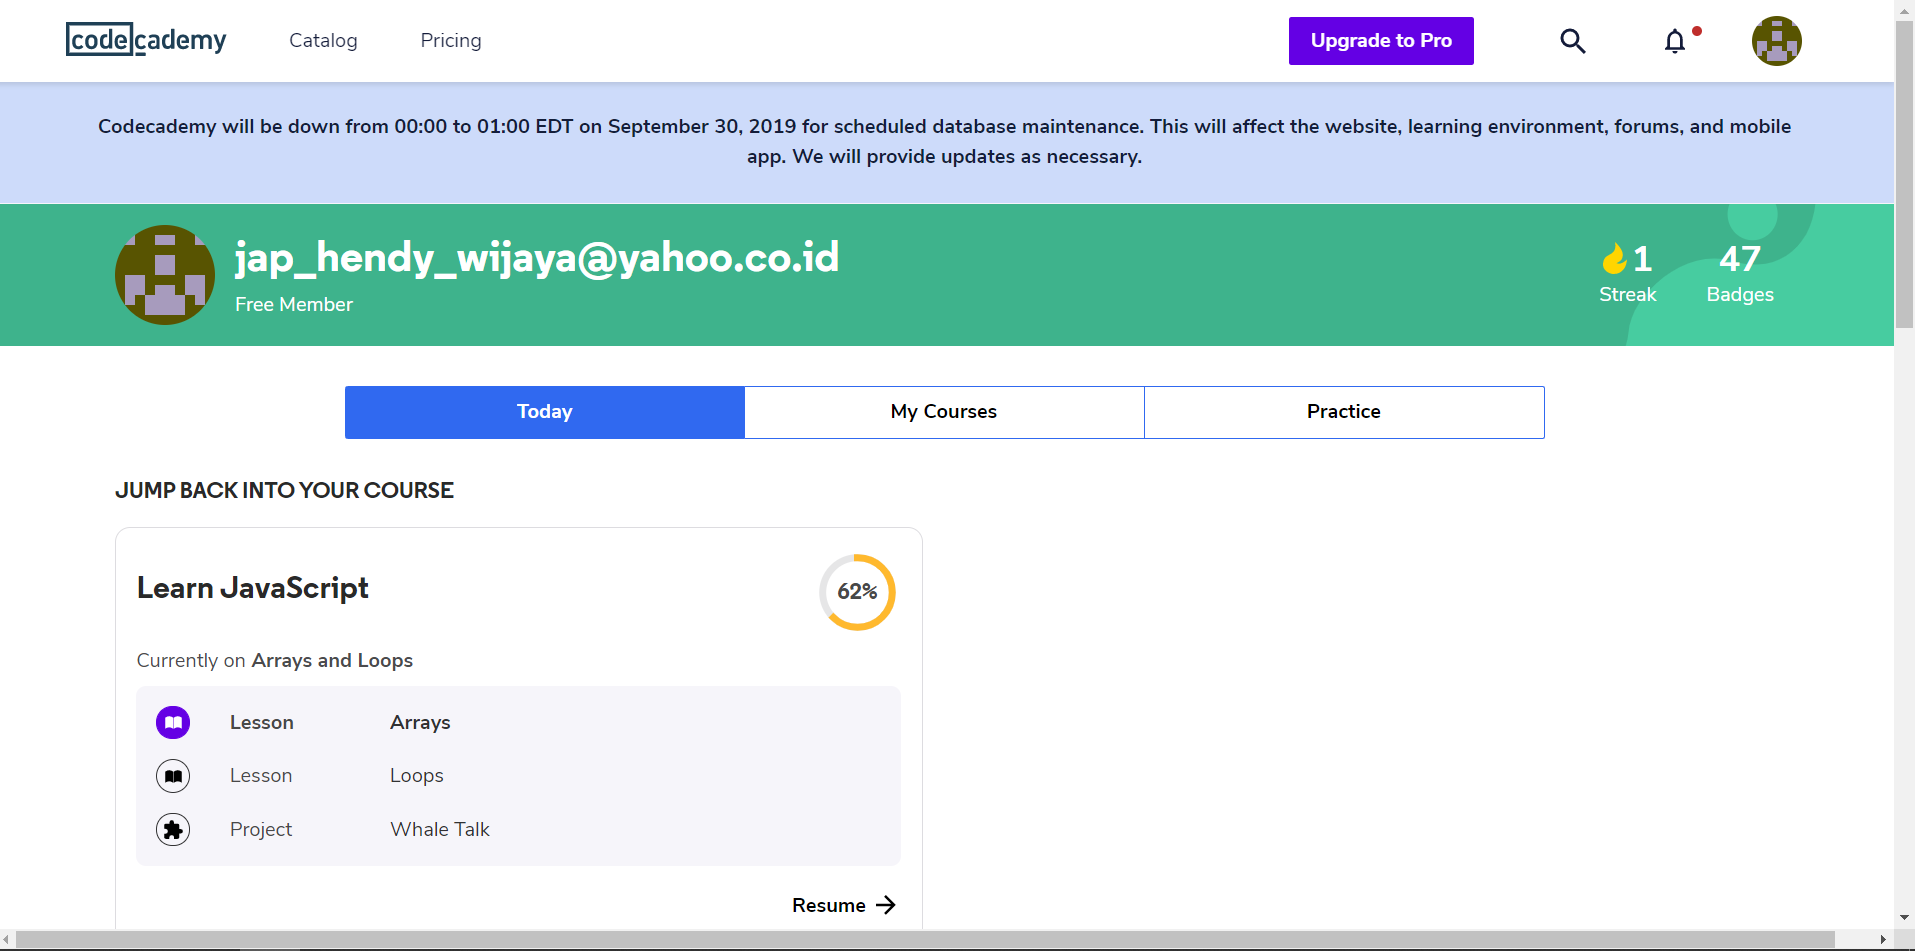 codecademy
Catalog
Pricing
Upgrade to Pro
Codecademy will be down from 00:00 to 01:00 EDT on September 30, 2019 for scheduled database maintenance. This will affect the website, learning environment, forums, and mobile
app. We will provide updates as necessary.
jap_hendy_wijaya@yahoo.co.id
Free Member
1
Streak
47
Badges
Today
My Courses
Practice
JUMP BACK INTO YOUR COURSE
Learn JavaScript
62%
Currently on Arrays and Loops
Lesson Arrays
Lesson Loops
Project Whale Talk
Resume